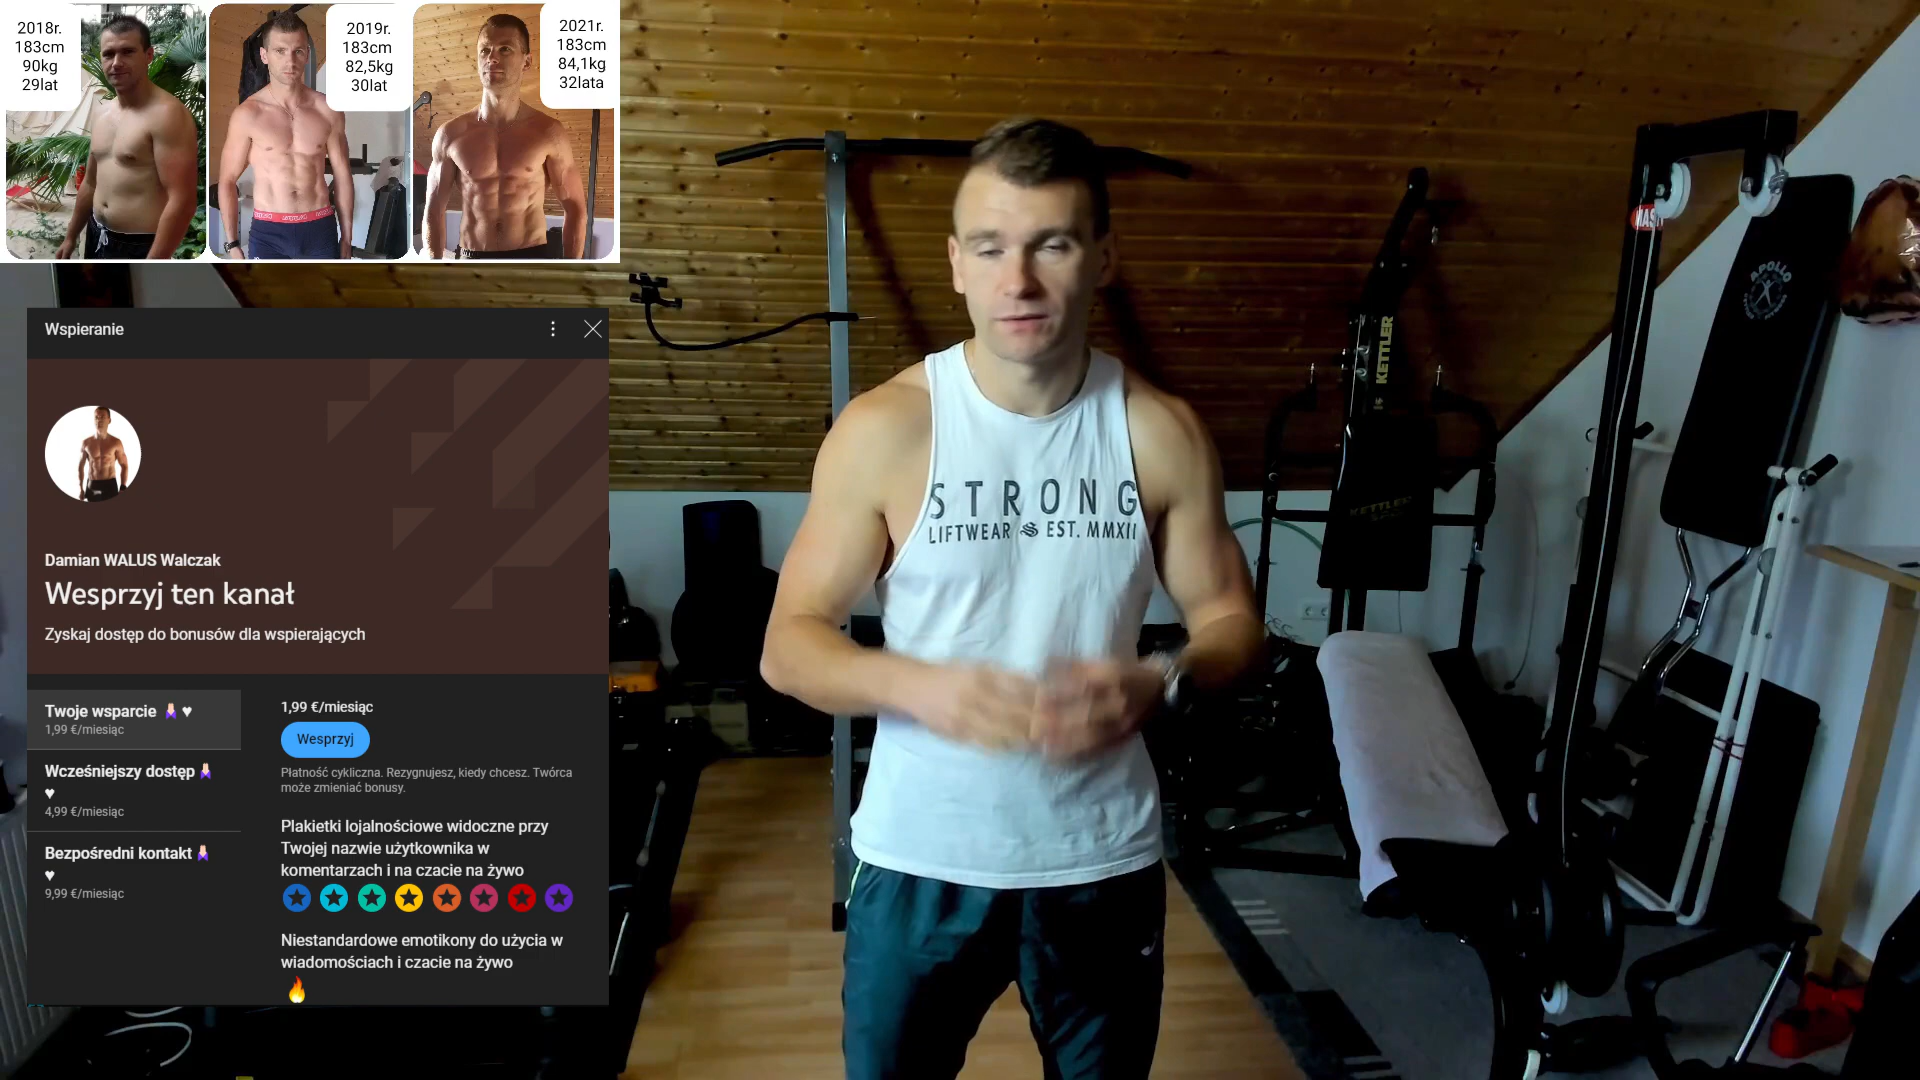 2018r.
183cm
90kg
29lat
2019r.
183cm
82,5kg
30lat
2021r.
183cm
84,1kg
32lata
Wspieranie
Damian WALUS Walczak
Wesprzyj ten kanał
Zyskaj dostęp do bonusów dla wspierających
Twoje wsparcie
1,99 €/miesiąc
Wcześniejszy dostęp
4,99 €/miesiąc
Bezpośredni kontakt
9,99 €/miesiąc
1,99 €/miesiąc
Wesprzyj
Płatność cykliczna. Rezygnujesz, kiedy chcesz. Twórca
może zmieniać bonusy.
Plakietki lojalnościowe widoczne przy
Twojej nazwie użytkownika w
komentarzach i na czacie na żywo
Niestandardowe emotikony do użycia w
wiadomościach i czacie na żywo
STRONG
LIFTWEAR S EST. MMXII
KETTLER
KETTLER
APOLLO